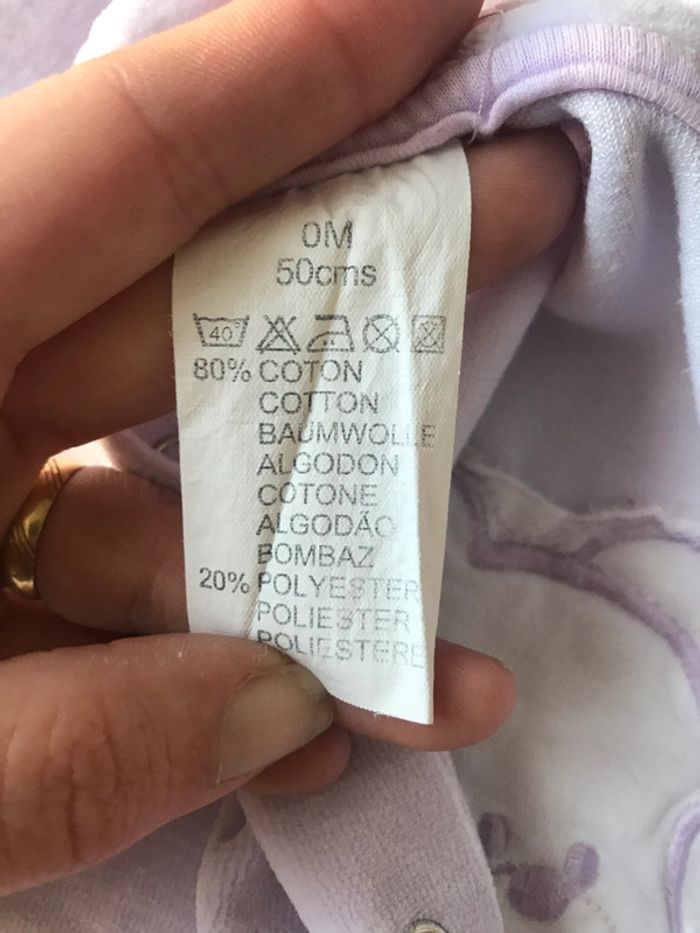 0M
50cms
40°
80% COTON
COTTON
BAUMWOLLE
ALGODON
COTONE
ALGODÃO
BOMBAZ
20% POLYESTER
POLIESTER
POLIESTERE